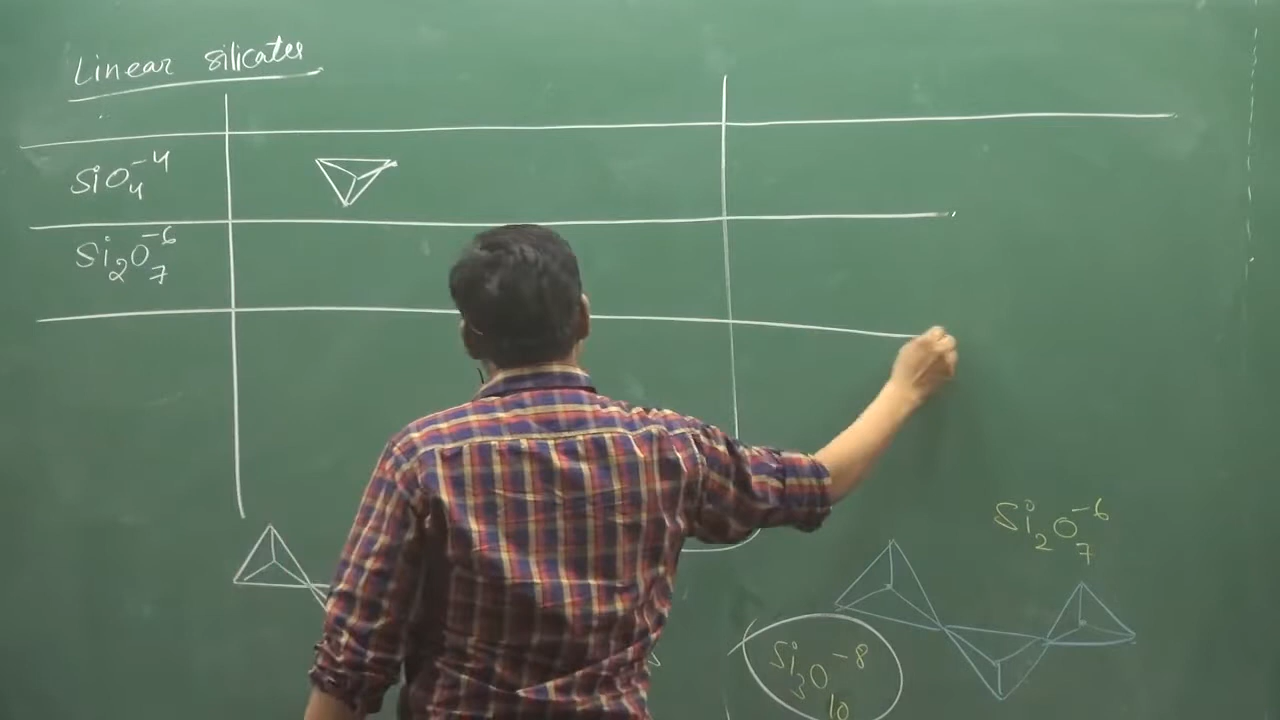 Linear silicates
SiO₄⁻⁴
Si₂O₇⁻⁶
Si₂O₇⁻⁶
Si₃O₁₀⁻⁸